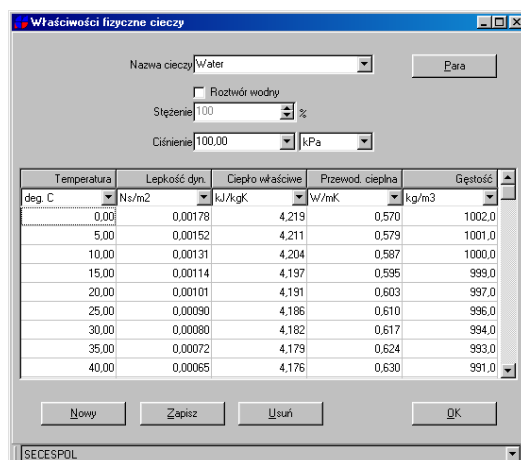 Właściwości fizyczne cieczy
Nazwa cieczy Water Para
Roztwór wodny
Stężenie 100 %
Ciśnienie 100,00 kPa
Temperatura Lepkość dyn. Ciepło właściwe Przewod. cieplna Gęstość
deg. C Ns/m2 kJ/kgK W/mK kg/m3
0,00 0,00178 4,219 0,570 1002,0
5,00 0,00152 4,211 0,579 1001,0
10,00 0,00131 4,204 0,587 1000,0
15,00 0,00114 4,197 0,595 999,0
20,00 0,00101 4,191 0,603 997,0
25,00 0,00090 4,186 0,610 996,0
30,00 0,00080 4,182 0,617 994,0
35,00 0,00072 4,179 0,624 993,0
40,00 0,00065 4,176 0,630 991,0
Nowy Zapisz Usuń OK
SECESPOL